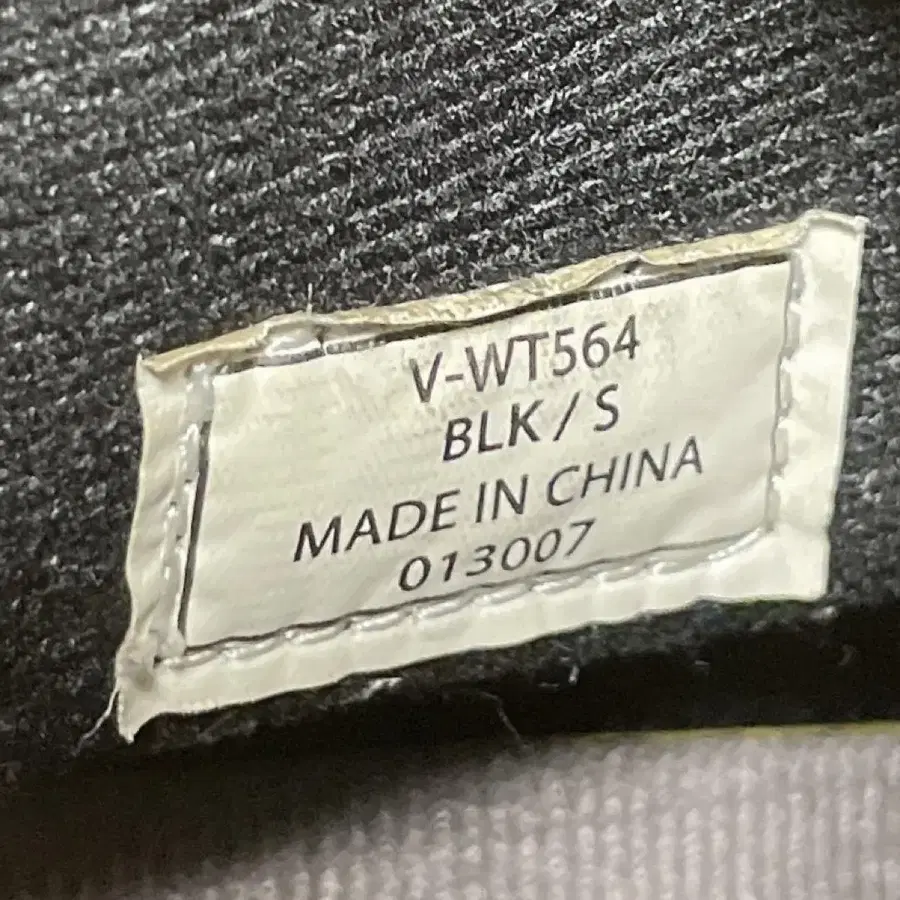 V-WT564
BLK / S
MADE IN CHINA
013007